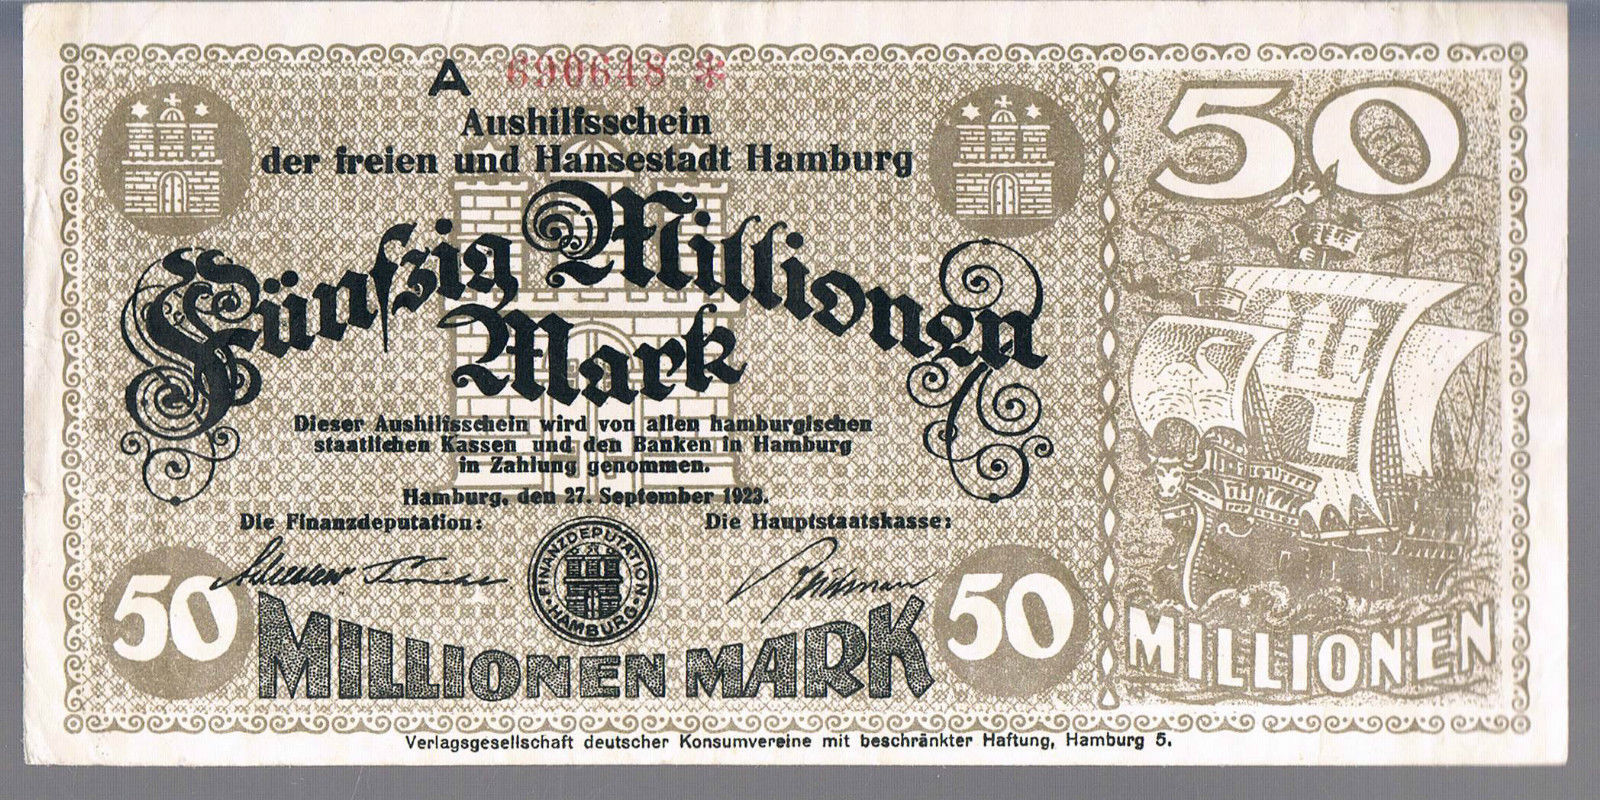 A 690648 *
Aushilfsschein
der freien und Hansestadt Hamburg
Fünfzig Millionen
Mark
Dieser Aushilfsschein wird von allen hamburgischen
staatlichen Kassen und den Banken in Hamburg
in Zahlung genommen.
Hamburg, den 27. September 1923.
Die Finanzdeputation:
Die Hauptstaatskasse:
FINANZDEPUTATION
HAMBURG
50
MILLIONEN MARK
50
50
MILLIONEN
Verlagsgesellschaft deutscher Konsumvereine mit beschränkter Haftung, Hamburg 5.